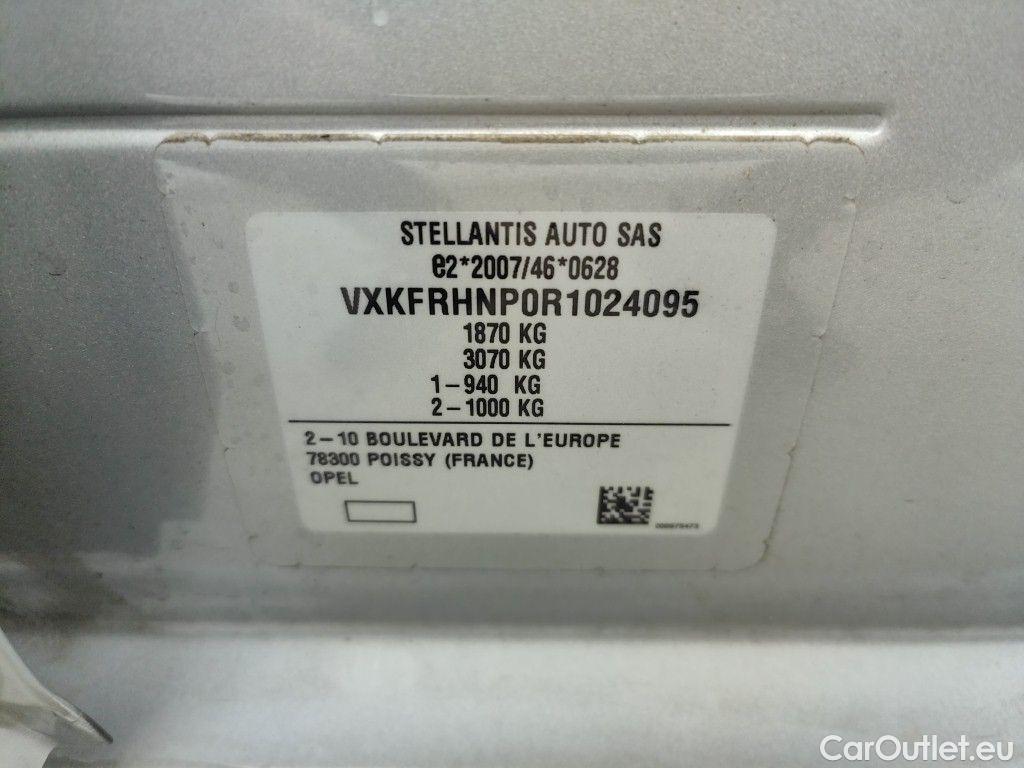 STELLANTIS AUTO SAS
e2*2007/46*0628
VXKFRHNP0R1024095
1870 KG
3070 KG
1-940 KG
2-1000 KG
2-10 BOULEVARD DE L'EUROPE
78300 POISSY (FRANCE)
OPEL
CarOutlet.eu